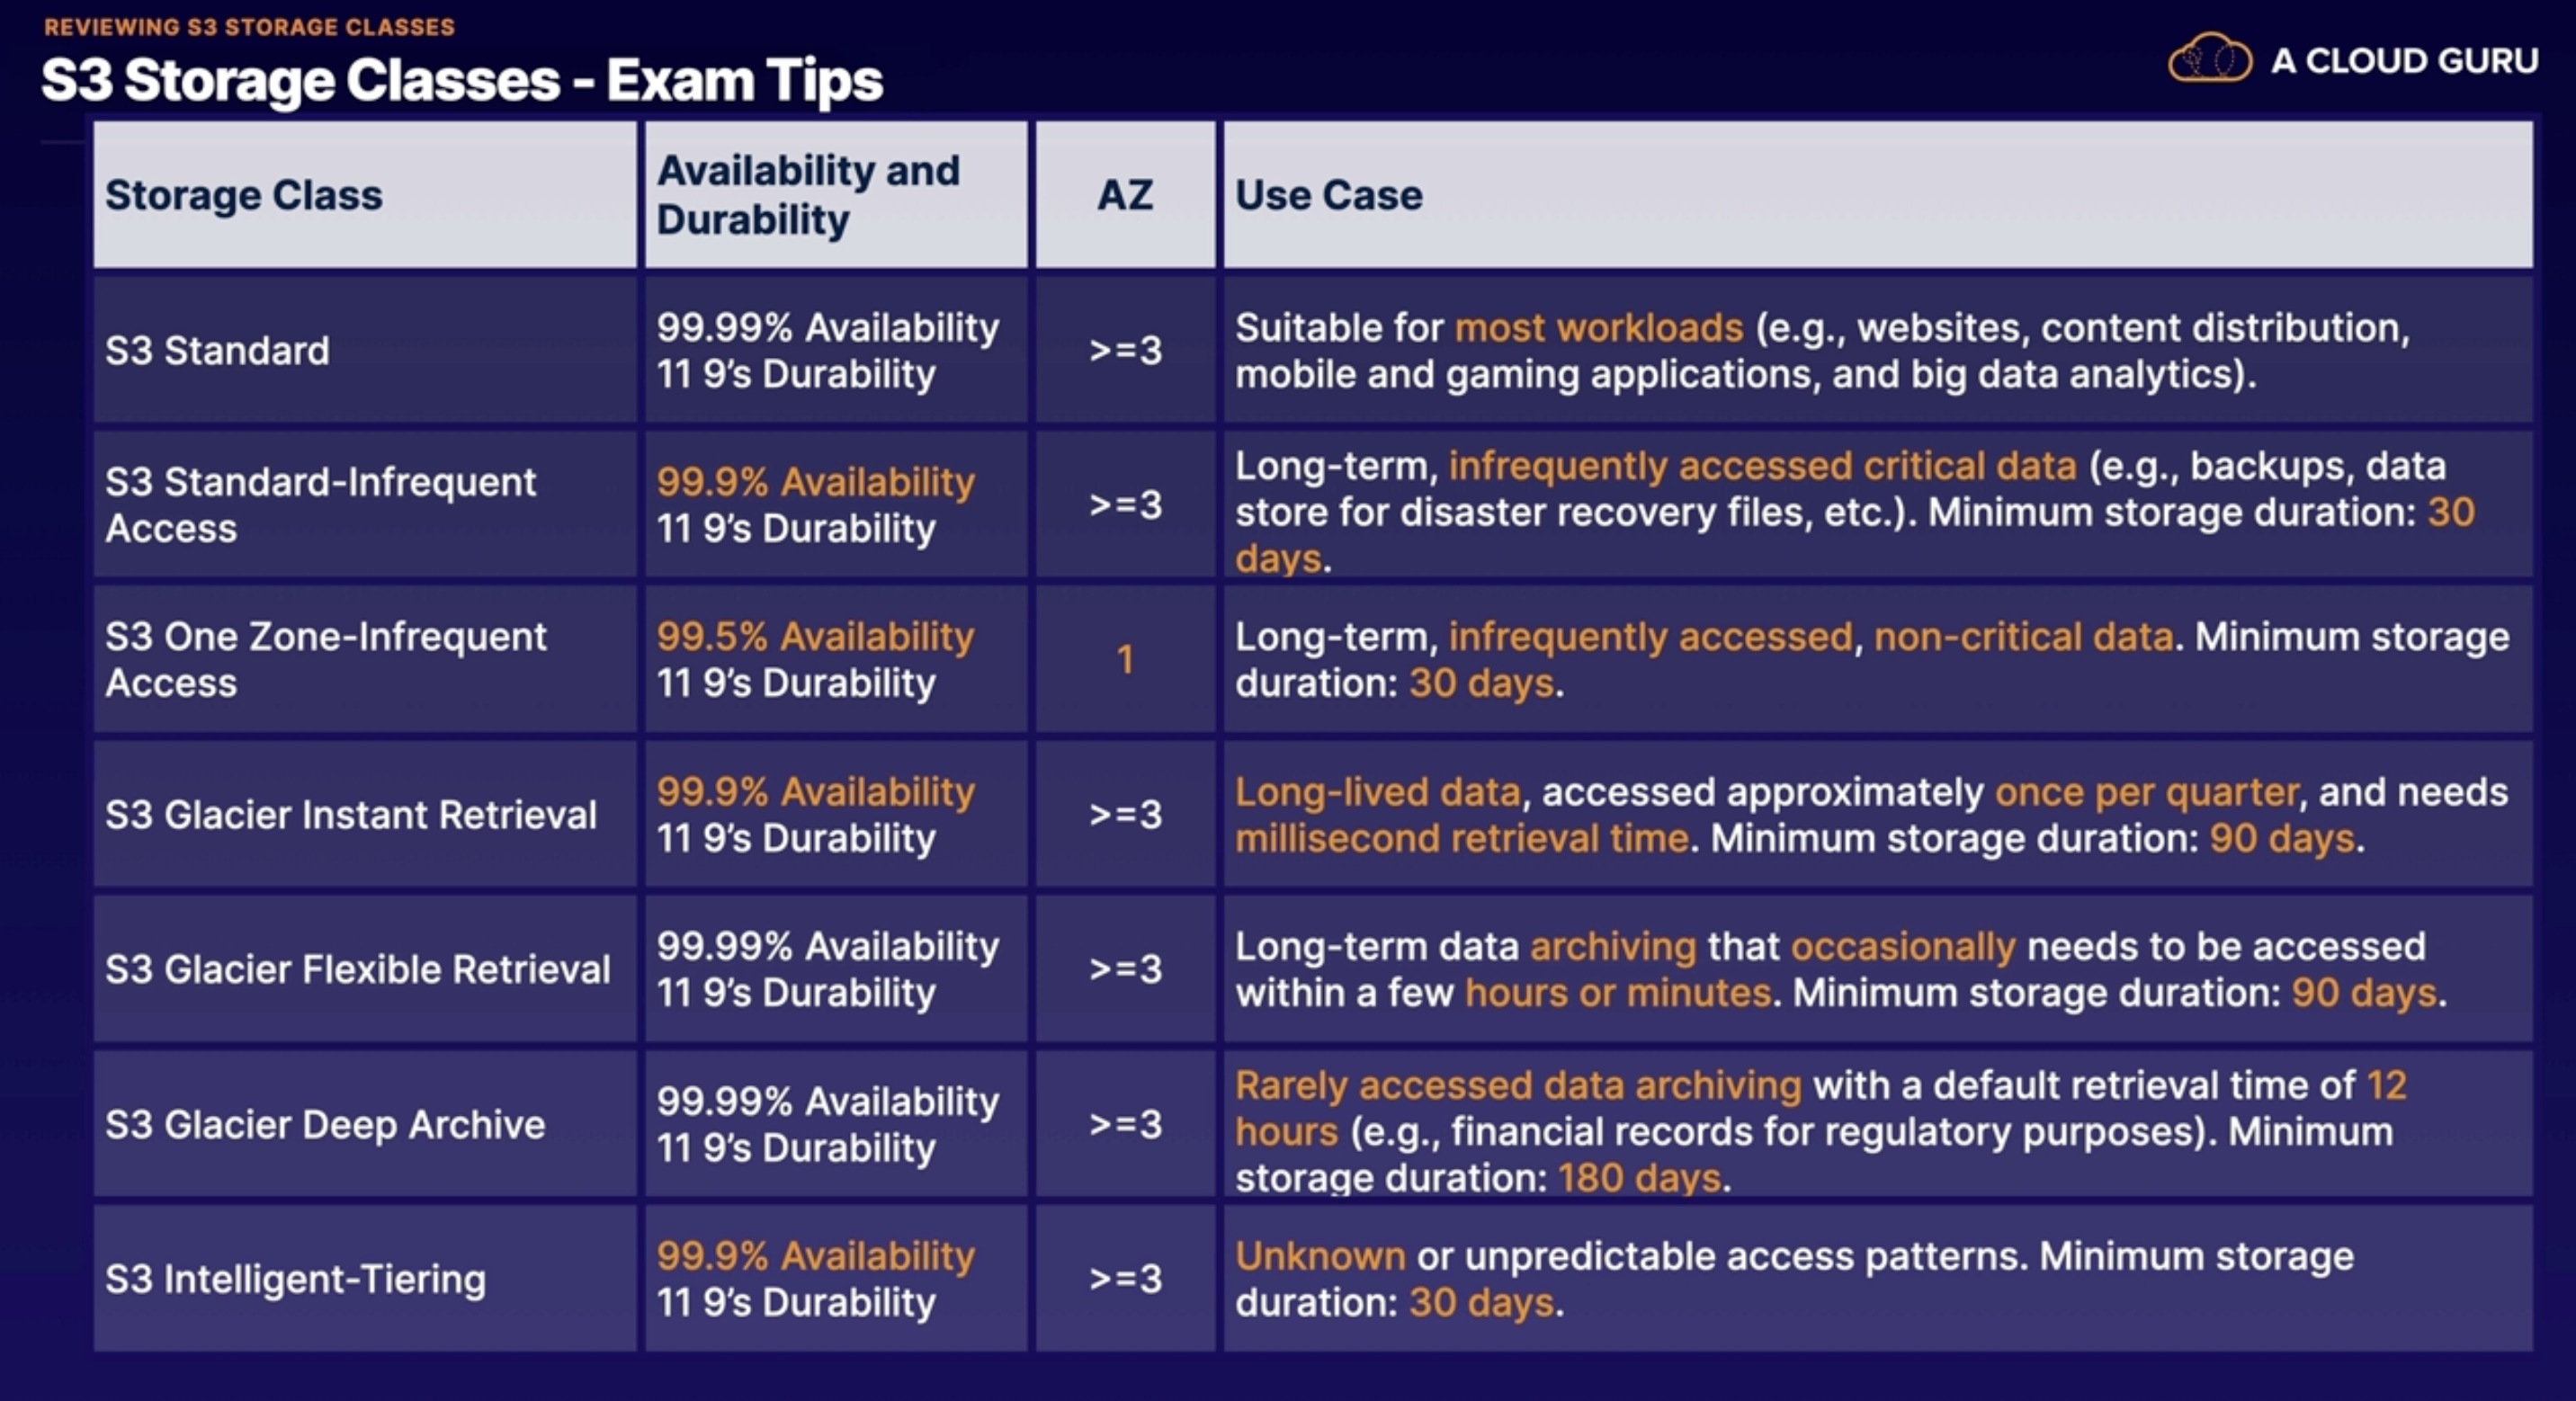 REVIEWING S3 STORAGE CLASSES
S3 Storage Classes - Exam Tips
A CLOUD GURU
Storage Class
Availability and
Durability
AZ
Use Case
S3 Standard
99.99% Availability
11 9’s Durability
>=3
Suitable for most workloads (e.g., websites, content distribution,
mobile and gaming applications, and big data analytics).
S3 Standard-Infrequent
Access
99.9% Availability
11 9’s Durability
>=3
Long-term, infrequently accessed critical data (e.g., backups, data
store for disaster recovery files, etc.). Minimum storage duration: 30
days.
S3 One Zone-Infrequent
Access
99.5% Availability
11 9’s Durability
1
Long-term, infrequently accessed, non-critical data. Minimum storage
duration: 30 days.
S3 Glacier Instant Retrieval
99.9% Availability
11 9’s Durability
>=3
Long-lived data, accessed approximately once per quarter, and needs
millisecond retrieval time. Minimum storage duration: 90 days.
S3 Glacier Flexible Retrieval
99.99% Availability
11 9’s Durability
>=3
Long-term data archiving that occasionally needs to be accessed
within a few hours or minutes. Minimum storage duration: 90 days.
S3 Glacier Deep Archive
99.99% Availability
11 9’s Durability
>=3
Rarely accessed data archiving with a default retrieval time of 12
hours (e.g., financial records for regulatory purposes). Minimum
storage duration: 180 days.
S3 Intelligent-Tiering
99.9% Availability
11 9’s Durability
>=3
Unknown or unpredictable access patterns. Minimum storage
duration: 30 days.